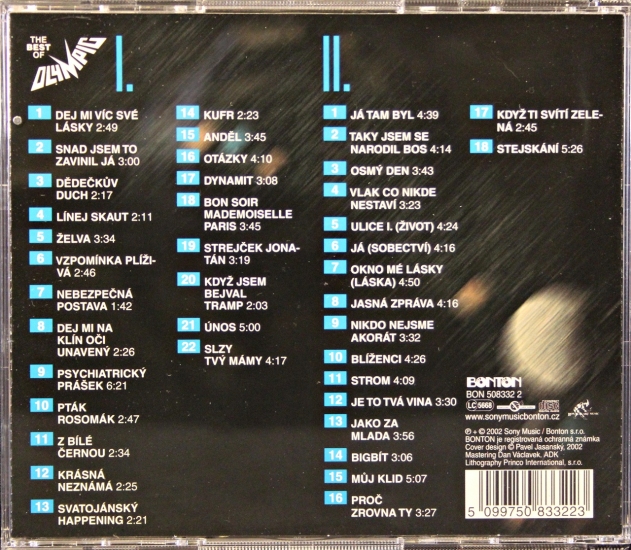 THE
BEST
OF
OLYMPIC
I.
1 DEJ MI VÍC SVÉ
LÁSKY 2:49
2 SNAD JSEM TO
ZAVINIL JÁ 3:00
3 DĚDEČKŮV
DUCH 2:17
4 LÍNEJ SKAUT 2:11
5 ŽELVA 3:34
6 VZPOMÍNKA PLÍŽI-
VÁ 2:46
7 NEBEZPEČNÁ
POSTAVA 1:42
8 DEJ MI NA
KLÍN OČI
UNAVENÝ 2:26
9 PSYCHIATRICKÝ
PRÁŠEK 6:21
10 PTÁK
ROSOMÁK 2:47
11 Z BÍLÉ
ČERNOU 2:34
12 KRÁSNÁ
NEZNÁMÁ 2:25
13 SVATOJÁNSKÝ
HAPPENING 2:21
14 KUFR 2:23
15 ANDĚL 3:45
16 OTÁZKY 4:10
17 DYNAMIT 3:08
18 BON SOIR
MADEMOISELLE
PARIS 3:45
19 STREJČEK JONA-
TÁN 3:19
20 KDYŽ JSEM
BEJVAL
TRAMP 2:03
21 ÚNOS 5:00
22 SLZY
TVÝ MÁMY 4:17
II.
1 JÁ TAM BYL 4:39
2 TAKY JSEM SE
NARODIL BOS 4:14
3 OSMÝ DEN 3:43
4 VLAK CO NIKDE
NESTAVÍ 3:23
5 ULICE I. (ŽIVOT) 4:24
6 JÁ (SOBECTVÍ) 4:16
7 OKNO MÉ LÁSKY
(LÁSKA) 4:50
8 JASNÁ ZPRÁVA 4:16
9 NIKDO NEJSME
AKORÁT 3:32
10 BLÍŽENCI 4:26
11 STROM 4:09
12 JE TO TVÁ VINA 3:30
13 JAKO ZA
MLADA 3:56
14 BIGBÍT 3:06
15 MŮJ KLID 5:07
16 PROČ
ZROVNA TY 3:27
17 KDYŽ TI SVÍTÍ ZELE-
NÁ 2:45
18 STEJSKÁNÍ 5:26
BONTON
BON 508332 2
LC 5668
www.sonymusicbonton.cz
℗ + © 2002 Sony Music / Bonton s.r.o.
BONTON je registrovaná ochranná známka
Cover design © Pavel Jasanský, 2002
Mastering Dan Václavek, ADK
Lithography Princo International, s.r.o.
5 099750 833223